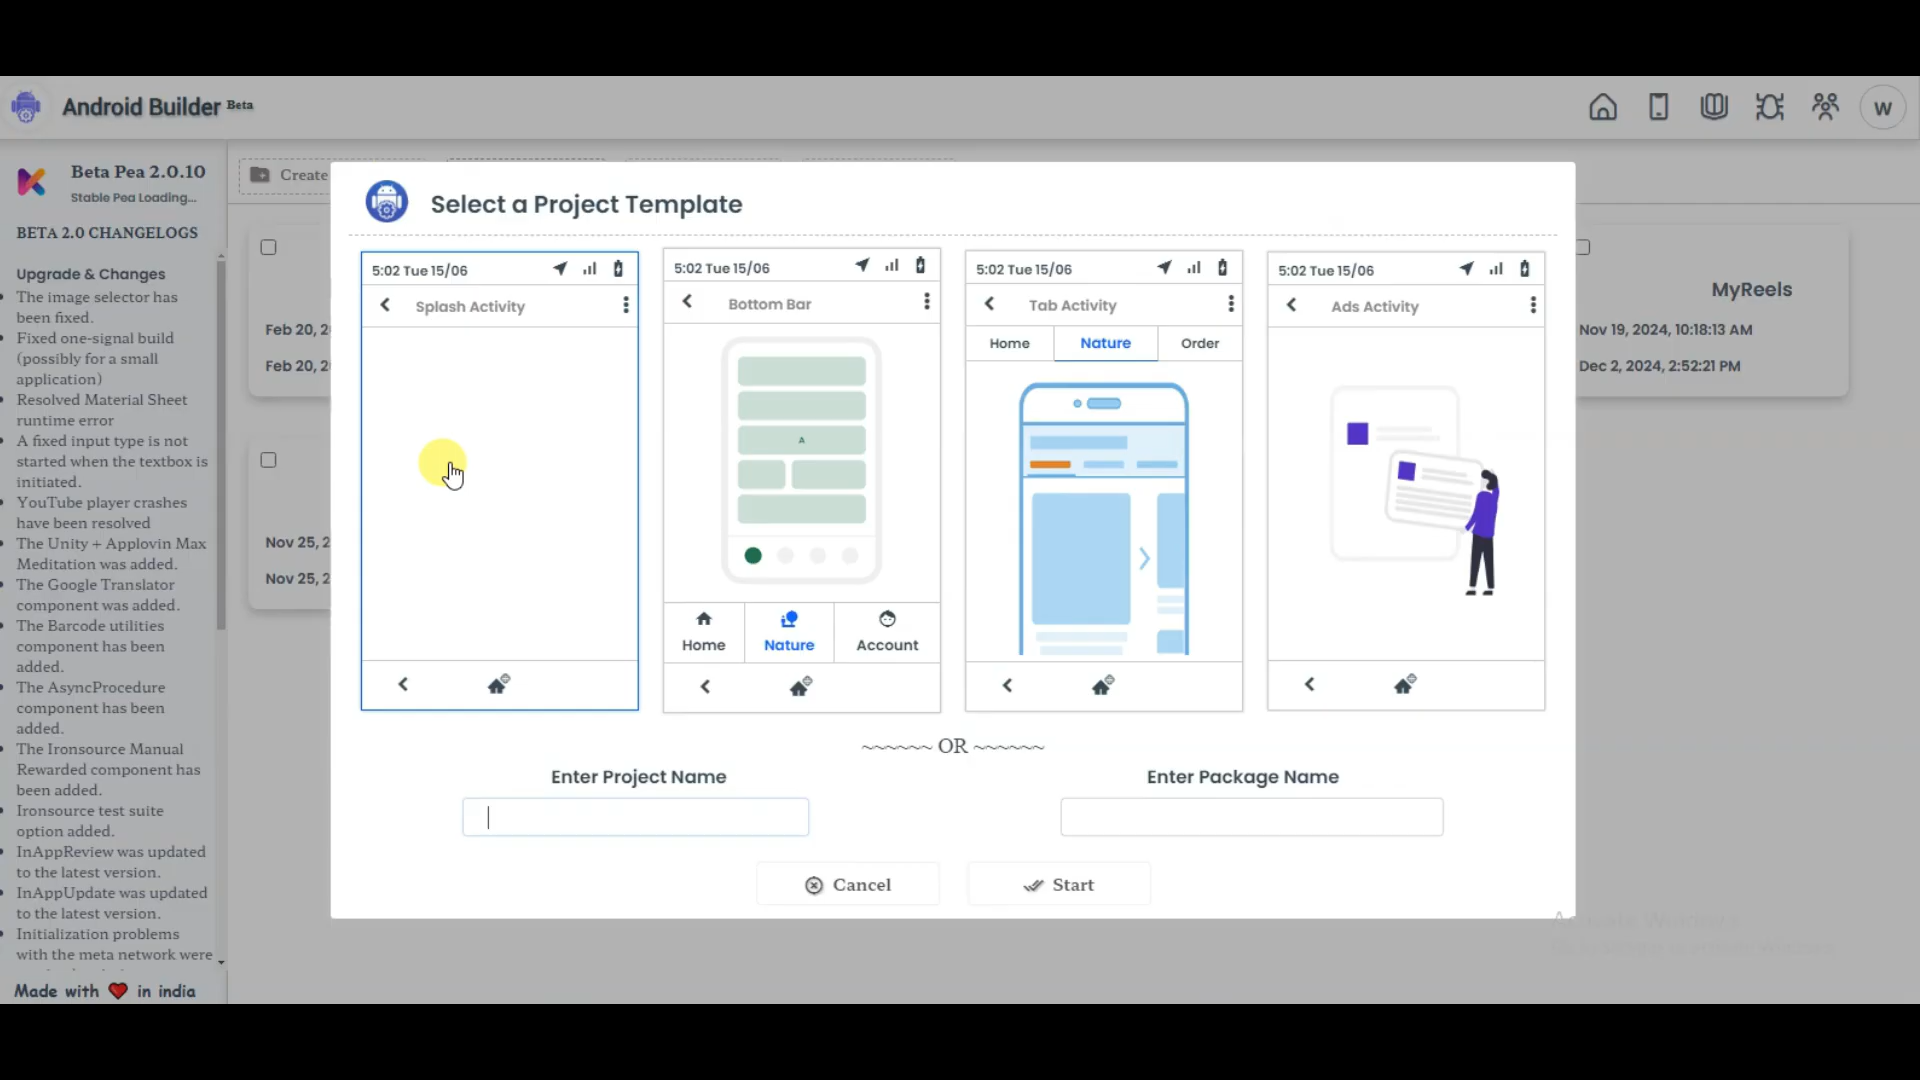 Android Builder Beta
W
Beta Pea 2.0.10
Stable Pea Loading...
BETA 2.0 CHANGELOGS
Upgrade & Changes
The image selector has
been fixed.
Fixed one-signal build
(possibly for a small
application)
Resolved Material Sheet
runtime error
A fixed input type is not
started when the textbox is
initiated.
YouTube player crashes
have been resolved
The Unity + Applovin Max
Meditation was added.
The Google Translator
component was added.
The Barcode utilities
component has been
added.
The AsyncProcedure
component has been
added.
The Ironsource Manual
Rewarded component has
been added.
Ironsource test suite
option added.
InAppReview was updated
to the latest version.
InAppUpdate was updated
to the latest version.
Initialization problems
with the meta network were
Made with ❤ in india
Create
Feb 20, 2
Feb 20, 2
Nov 25, 2
Nov 25, 2
MyReels
Nov 19, 2024, 10:18:13 AM
Dec 2, 2024, 2:52:21 PM
Select a Project Template
5:02 Tue 15/06
Splash Activity
5:02 Tue 15/06
Bottom Bar
A
Home Nature Account
5:02 Tue 15/06
Tab Activity
Home Nature Order
5:02 Tue 15/06
Ads Activity
~~~~~~ OR ~~~~~~
Enter Project Name
Enter Package Name
Cancel
Start
Activate Windows